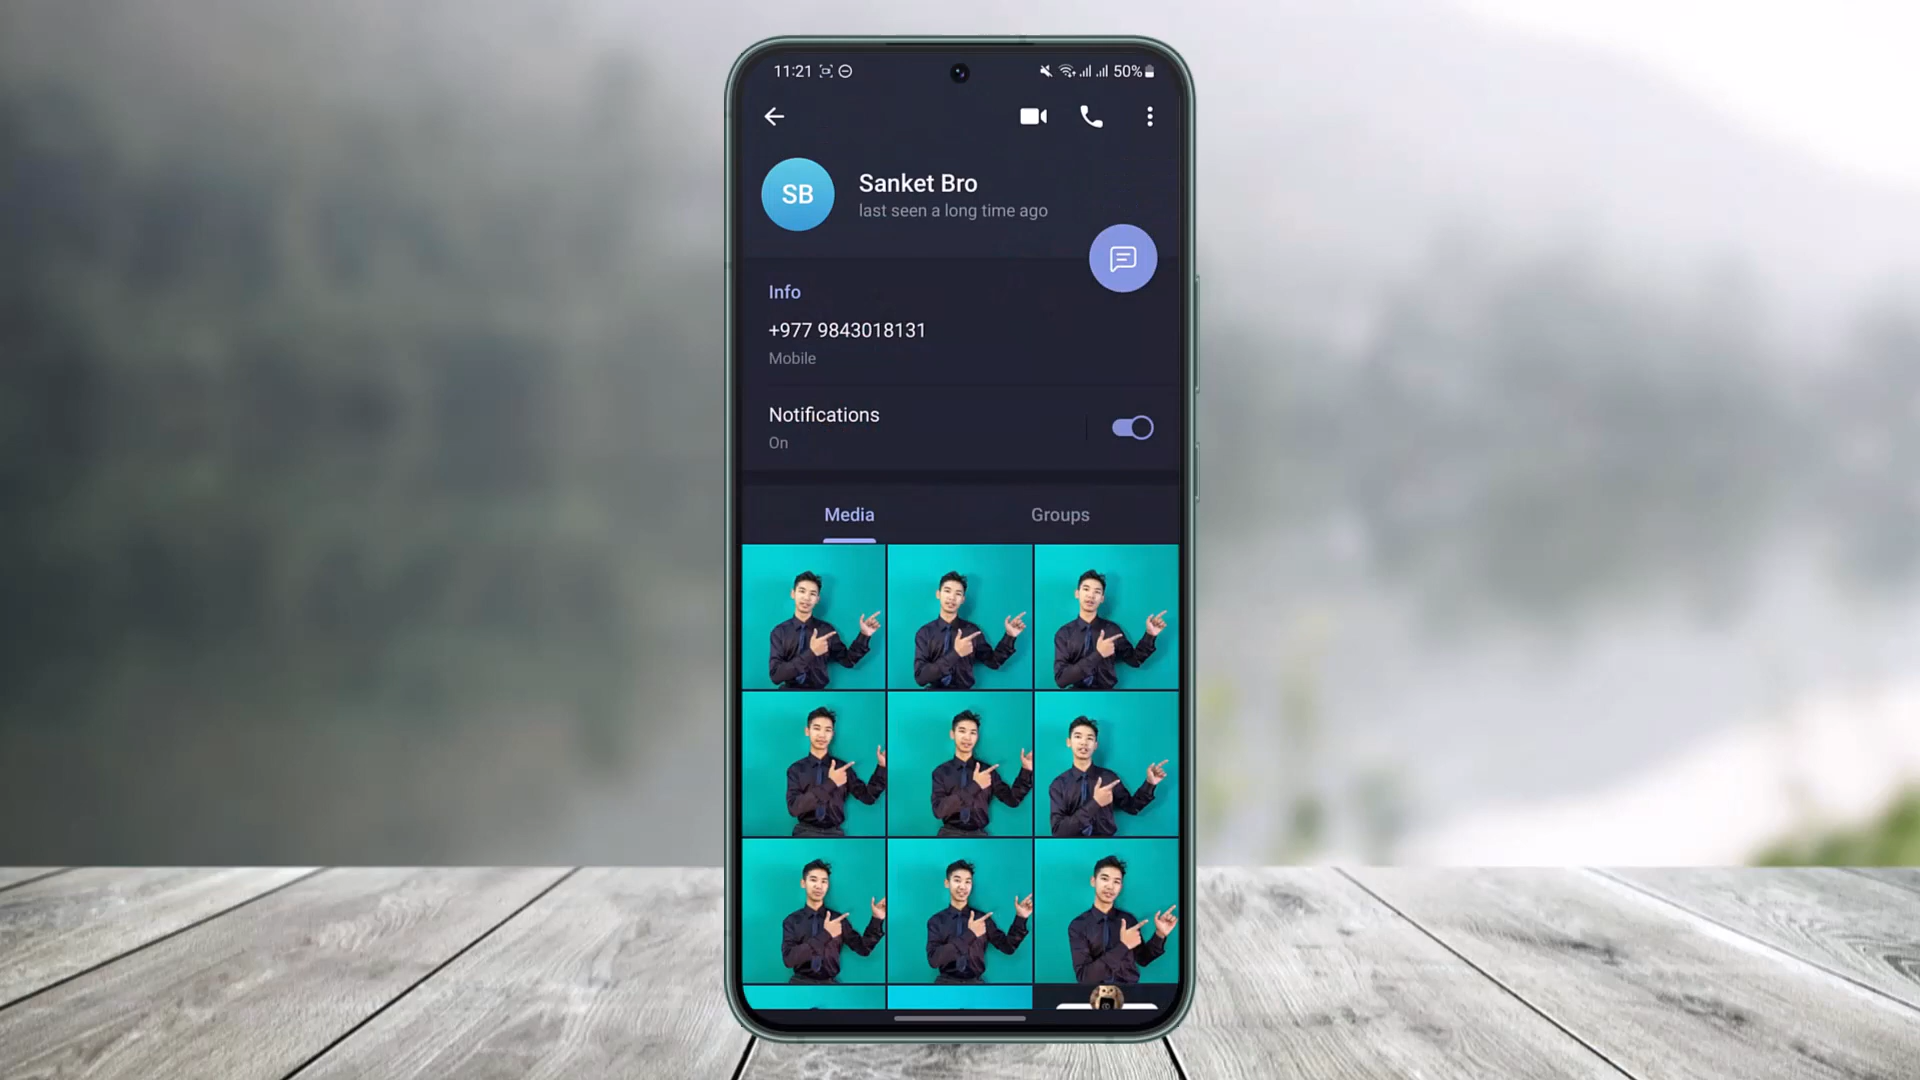 11:21
50%
SB
Sanket Bro
last seen a long time ago
Info
+977 9843018131
Mobile
Notifications
On
Media
Groups